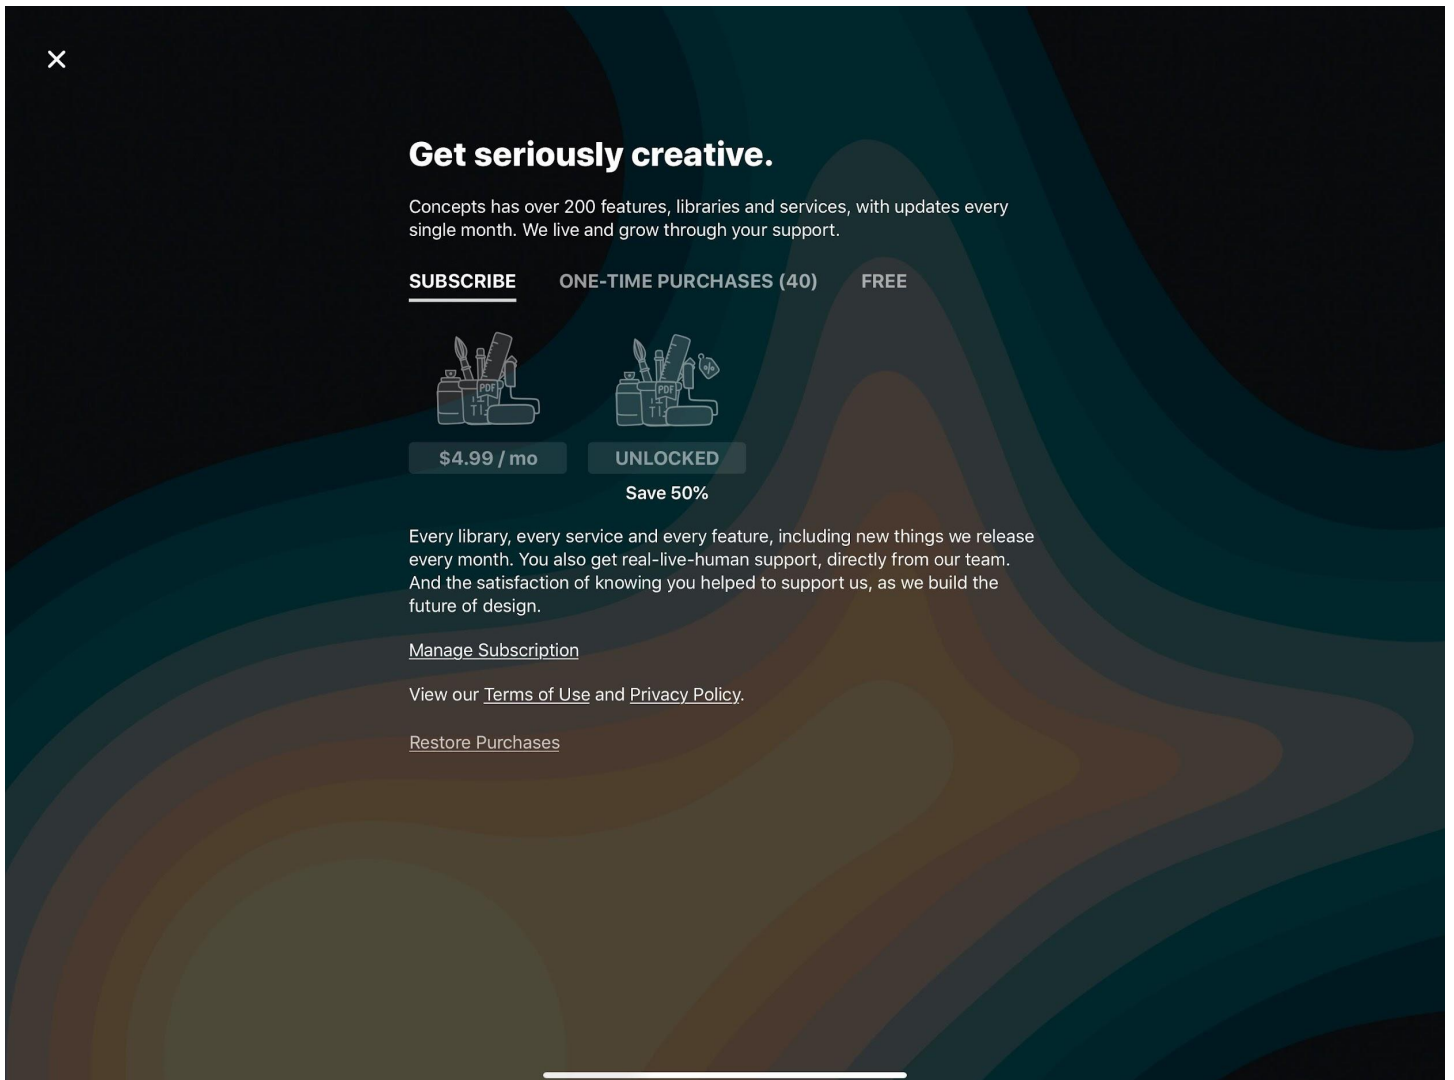 Get seriously creative.
Concepts has over 200 features, libraries and services, with updates every
single month. We live and grow through your support.
SUBSCRIBE ONE-TIME PURCHASES (40) FREE
PDF PDF
TI TI
%
$4.99 / mo UNLOCKED
Save 50%
Every library, every service and every feature, including new things we release
every month. You also get real-live-human support, directly from our team.
And the satisfaction of knowing you helped to support us, as we build the
future of design.
Manage Subscription
View our Terms of Use and Privacy Policy.
Restore Purchases